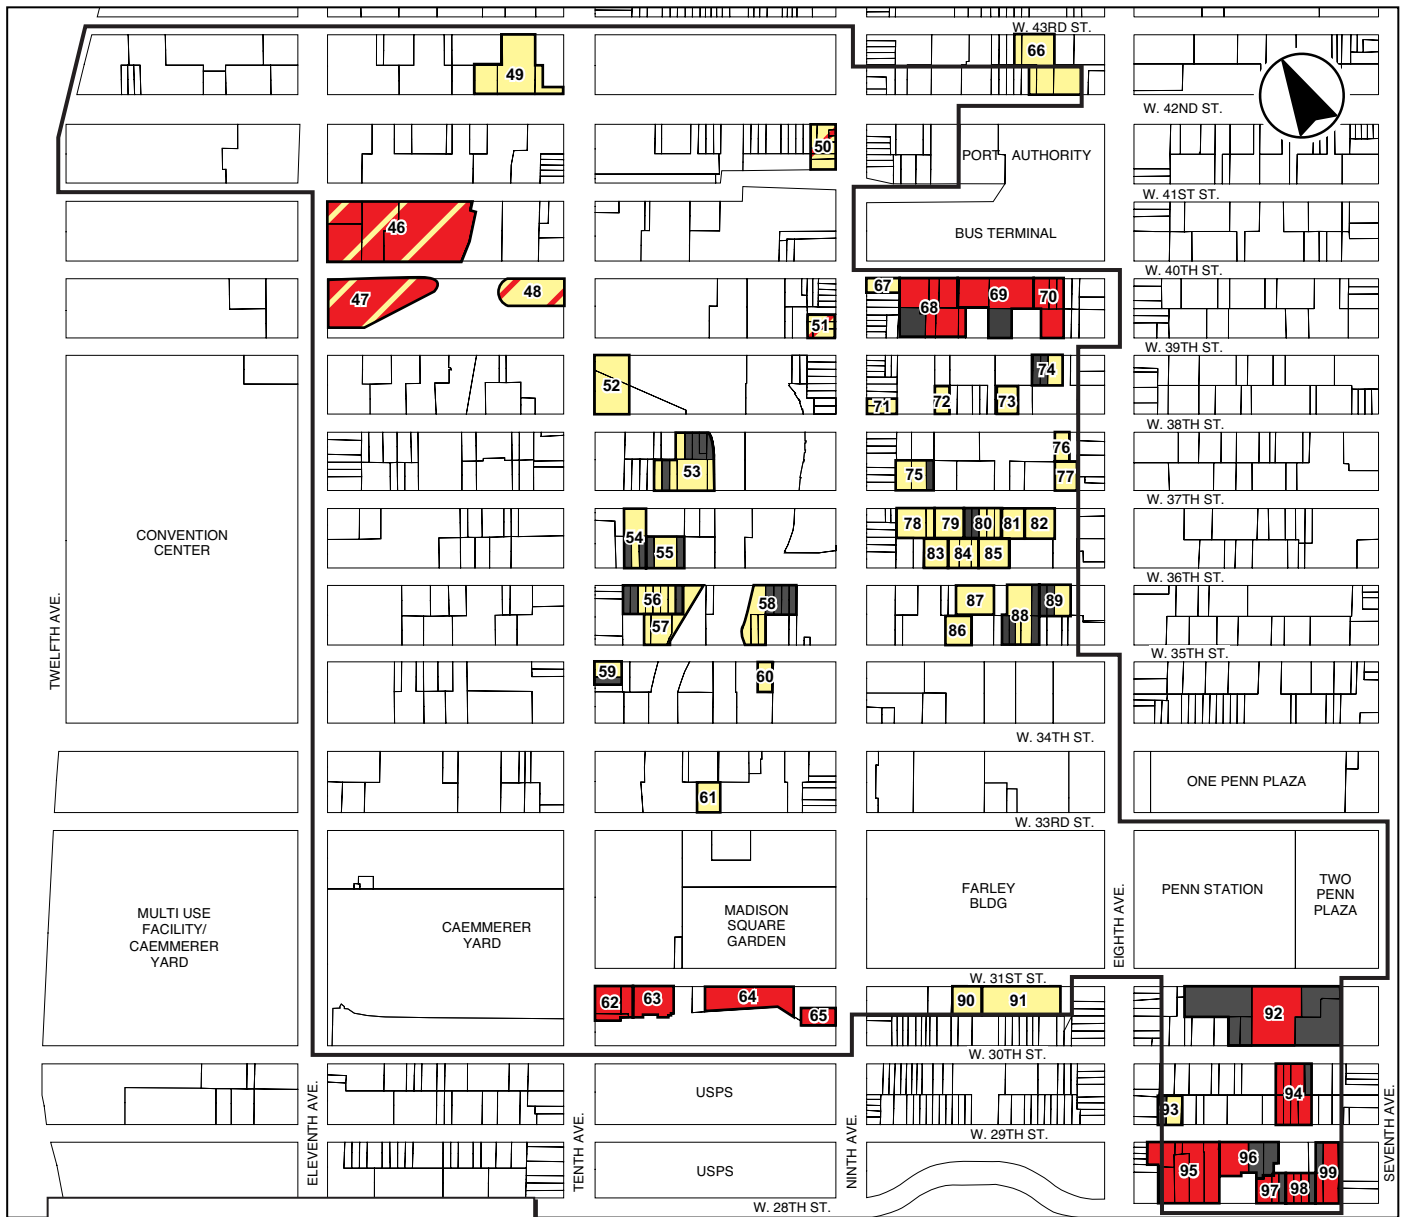 W. 43RD ST.
66
49
W. 42ND ST.
50
PORT AUTHORITY
W. 41ST ST.
46
BUS TERMINAL
W. 40TH ST.
67
48
47
69
70
68
51
W. 39TH ST.
74
52
72
73
71
W. 38TH ST.
76
53
75
77
W. 37TH ST.
78
79
80
81
82
54
CONVENTION
CENTER
55
83
84
85
W. 36TH ST.
56
58
87
89
88
57
86
TWELFTH AVE.
W. 35TH ST.
59
60
W. 34TH ST.
ONE PENN PLAZA
61
W. 33RD ST.
FARLEY
BLDG
PENN STATION
TWO
PENN
PLAZA
MULTI USE
FACILITY/
CAEMMERER
YARD
CAEMMERER
YARD
MADISON
SQUARE
GARDEN
EIGHTH AVE.
W. 31ST ST.
62
63
64
90
91
65
92
W. 30TH ST.
USPS
94
93
ELEVENTH AVE.
TENTH AVE.
NINTH AVE.
SEVENTH AVE.
W. 29TH ST.
USPS
96
95
99
97
98
W. 28TH ST.